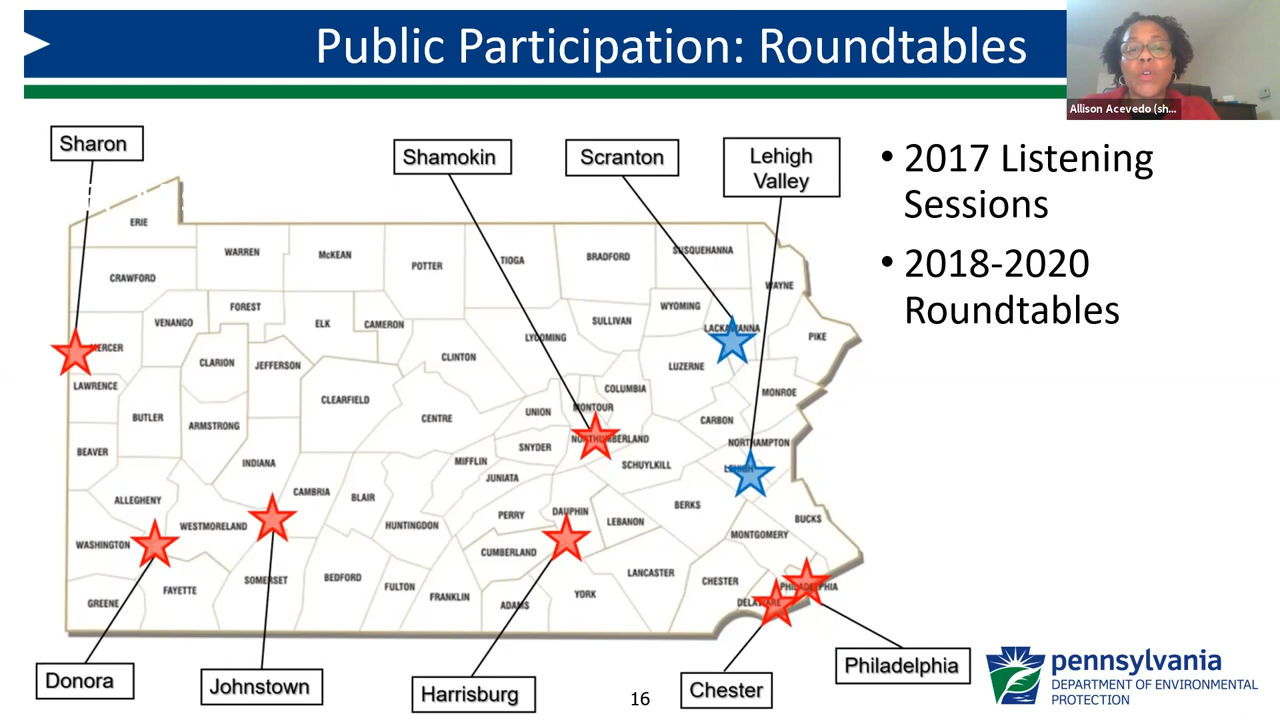 Public Participation: Roundtables
Allison Acevedo (sh...
Sharon
Shamokin
Scranton
Lehigh
Valley
• 2017 Listening
Sessions
• 2018-2020
Roundtables
ERIE
WARREN
McKEAN
POTTER
TIOGA
BRADFORD
SUSQUEHANNA
CRAWFORD
WAYNE
FOREST
WYOMING
VENANGO
ELK
CAMERON
SULLIVAN
LACKAWANNA
LYCOMING
PIKE
MERCER
CLARION
JEFFERSON
CLINTON
LUZERNE
LAWRENCE
COLUMBIA
MONROE
CLEARFIELD
BUTLER
ARMSTRONG
CENTRE
UNION
MONTOUR
CARBON
NORTHUMBERLAND
NORTHAMPTON
BEAVER
SNYDER
INDIANA
MIFFLIN
SCHUYLKILL
LEHIGH
JUNIATA
ALLEGHENY
CAMBRIA
BLAIR
BERKS
PERRY
DAUPHIN
LEBANON
BUCKS
WESTMORELAND
HUNTINGDON
MONTGOMERY
WASHINGTON
CUMBERLAND
LANCASTER
CHESTER
PHILADELPHIA
SOMERSET
BEDFORD
FULTON
FAYETTE
FRANKLIN
YORK
GREENE
ADAMS
DELAWARE
Donora
Johnstown
Harrisburg
Chester
Philadelphia
16
pennsylvania
DEPARTMENT OF ENVIRONMENTAL
PROTECTION